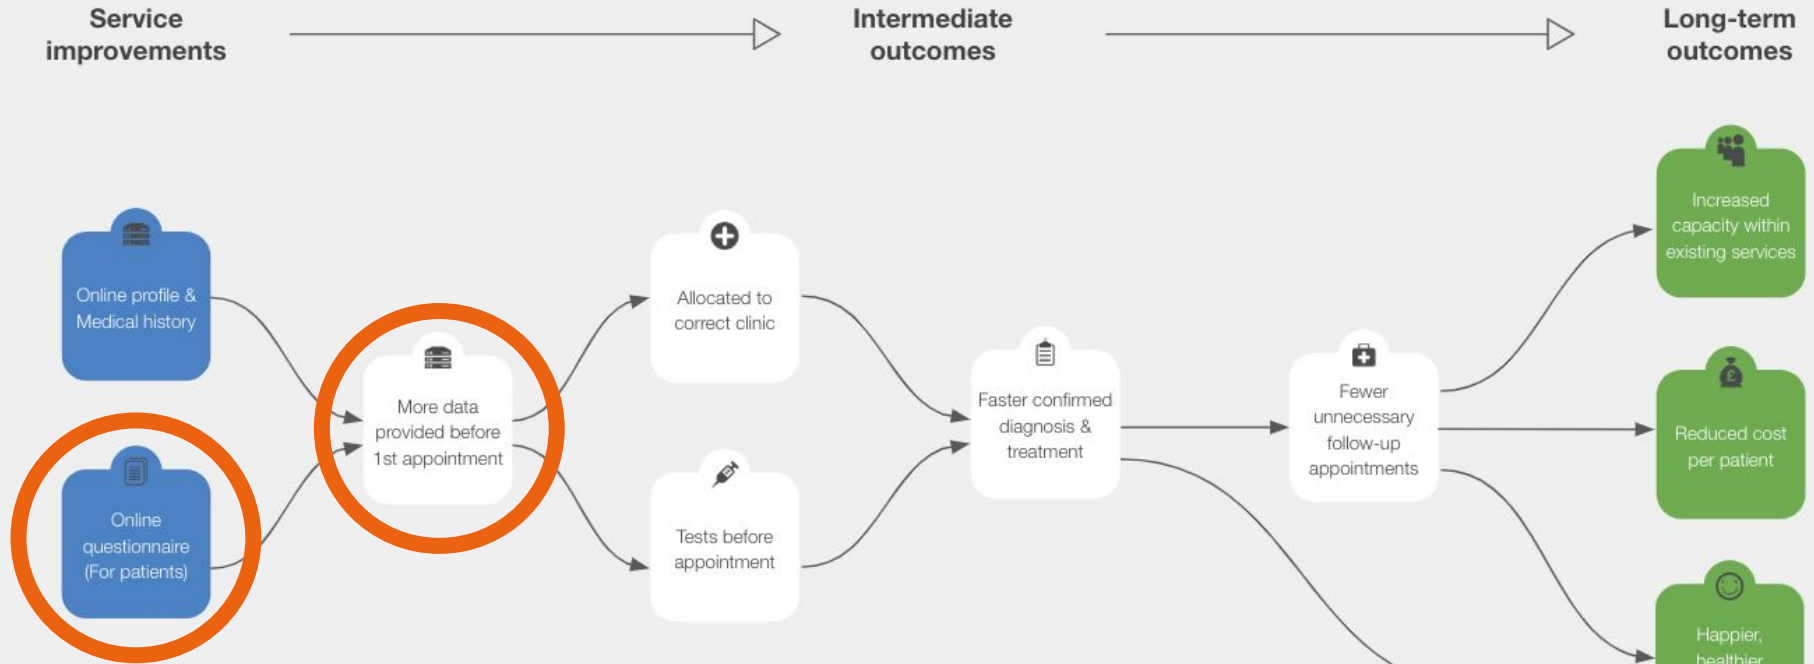 Service
improvements
Intermediate
outcomes
Long-term
outcomes
Online profile &
Medical history
Online
questionnaire
(For patients)
More data
provided before
1st appointment
Allocated to
correct clinic
Tests before
appointment
Faster confirmed
diagnosis &
treatment
Fewer
unnecessary
follow-up
appointments
Increased
capacity within
existing services
£
Reduced cost
per patient
Happier,
healthier